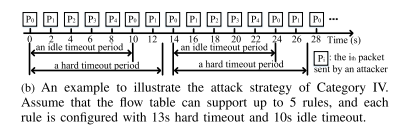 P₀ P₁ P₂ P₃ P₄ P₀ P₁ P₀ P₁ P₂ P₃ P₄ P₀ P₁ P₀ •••
0 2 4 6 8 10 12 14 16 18 20 22 24 26 28 Time (s)
an idle timeout period an idle timeout period
a hard timeout period a hard timeout period
Pᵢ : the iₜₕ packet
sent by an attacker
(b) An example to illustrate the attack strategy of Category IV.
Assume that the flow table can support up to 5 rules, and each
rule is configured with 13s hard timeout and 10s idle timeout.